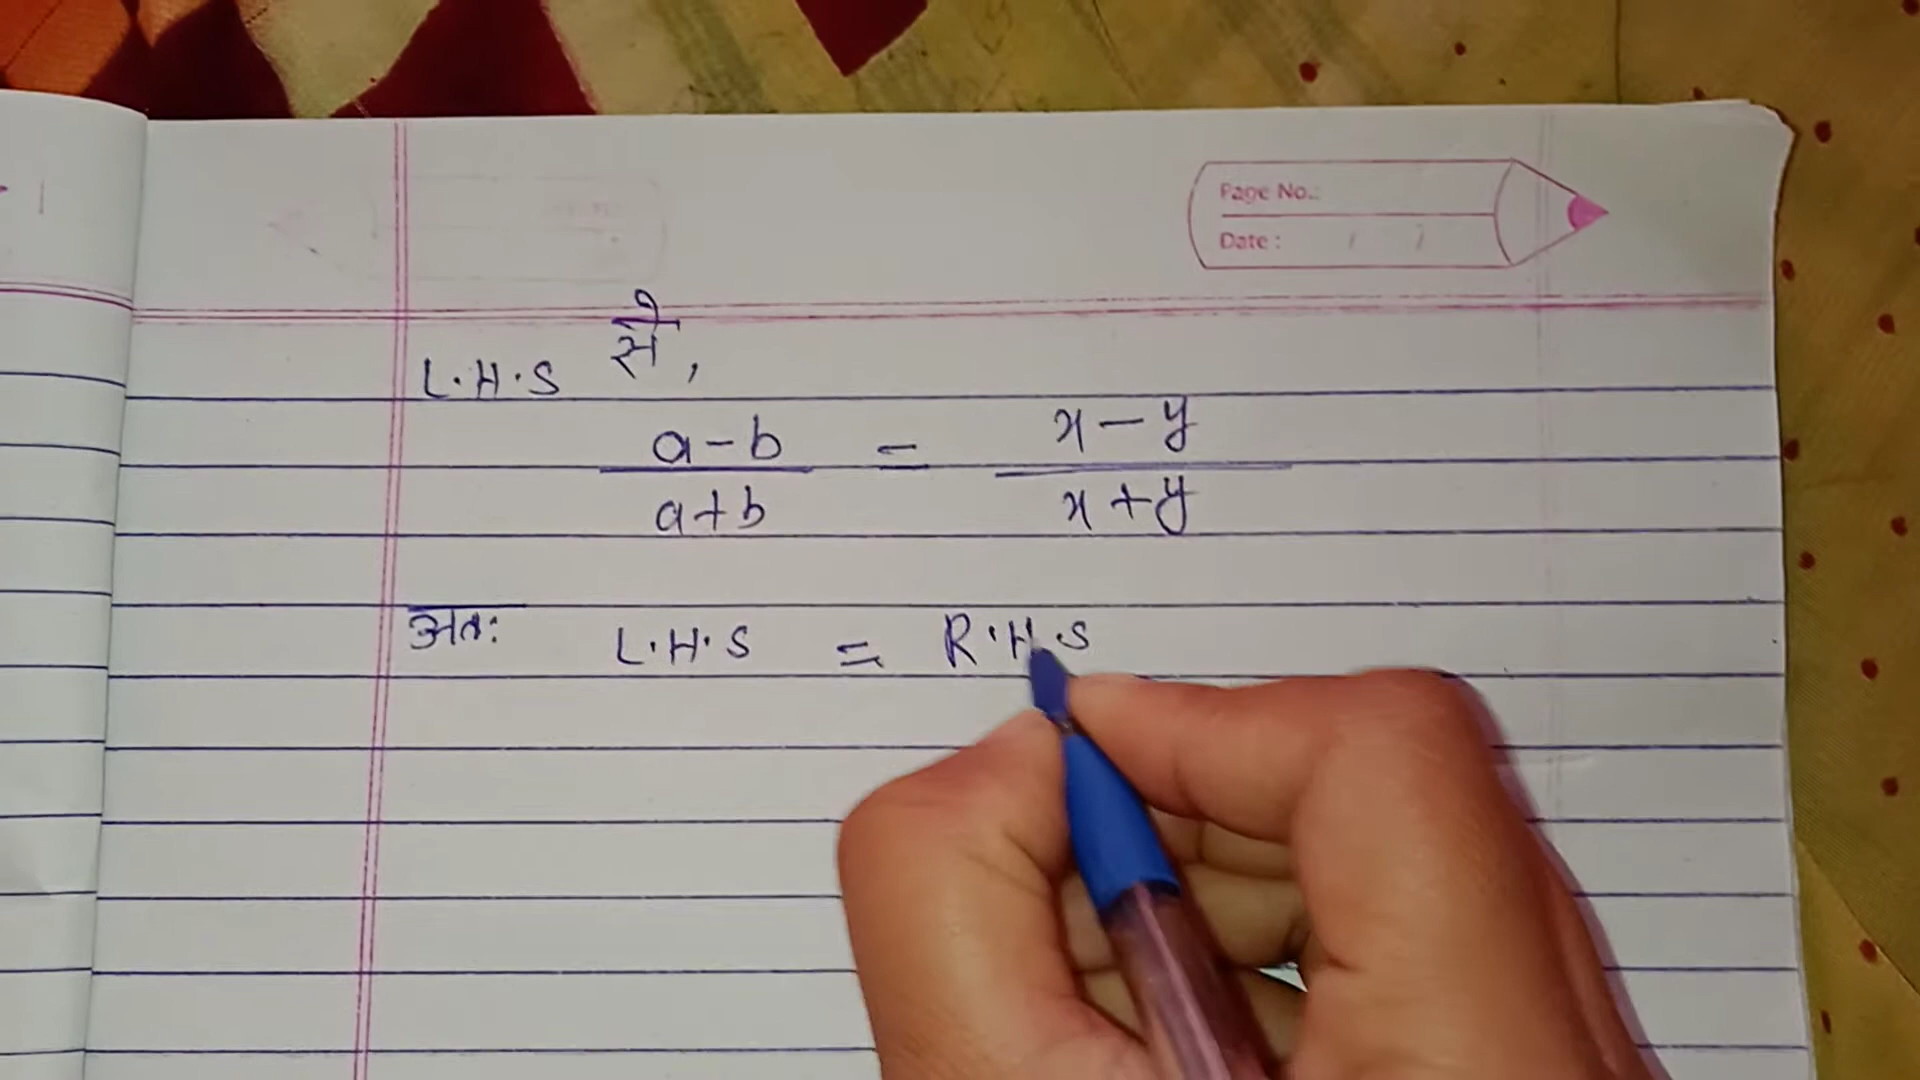 Page No.:
Date : / /
L.H.S से,
a-b / a+b = x-y / x+y
अतः L.H.S = R.H.S